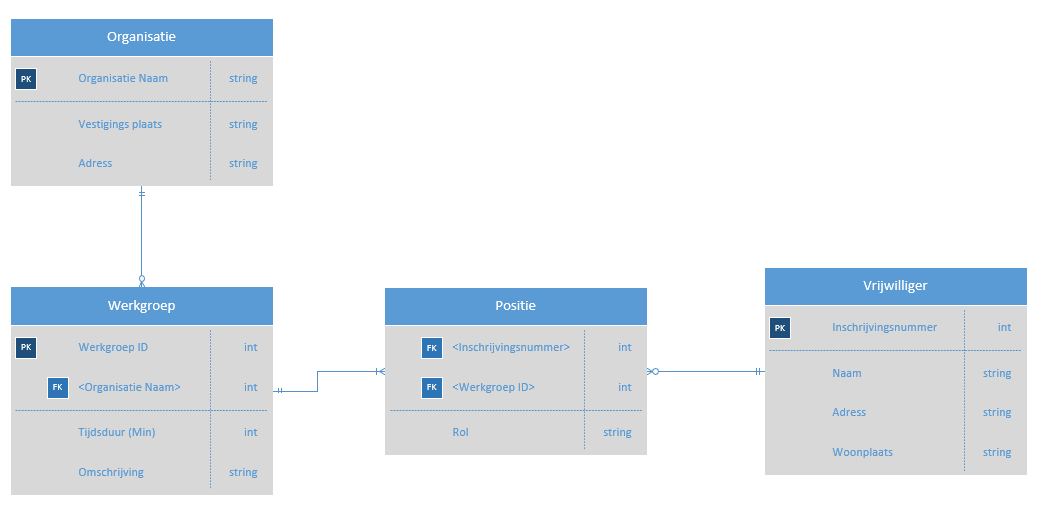 Organisatie
PK Organisatie Naam string
Vestigings plaats string
Adress string
Werkgroep
PK Werkgroep ID int
FK <Organisatie Naam> int
Tijdsduur (Min) int
Omschrijving string
Positie
FK <Inschrijvingsnummer> int
FK <Werkgroep ID> int
Rol string
Vrijwilliger
PK Inschrijvingsnummer int
Naam string
Adress string
Woonplaats string